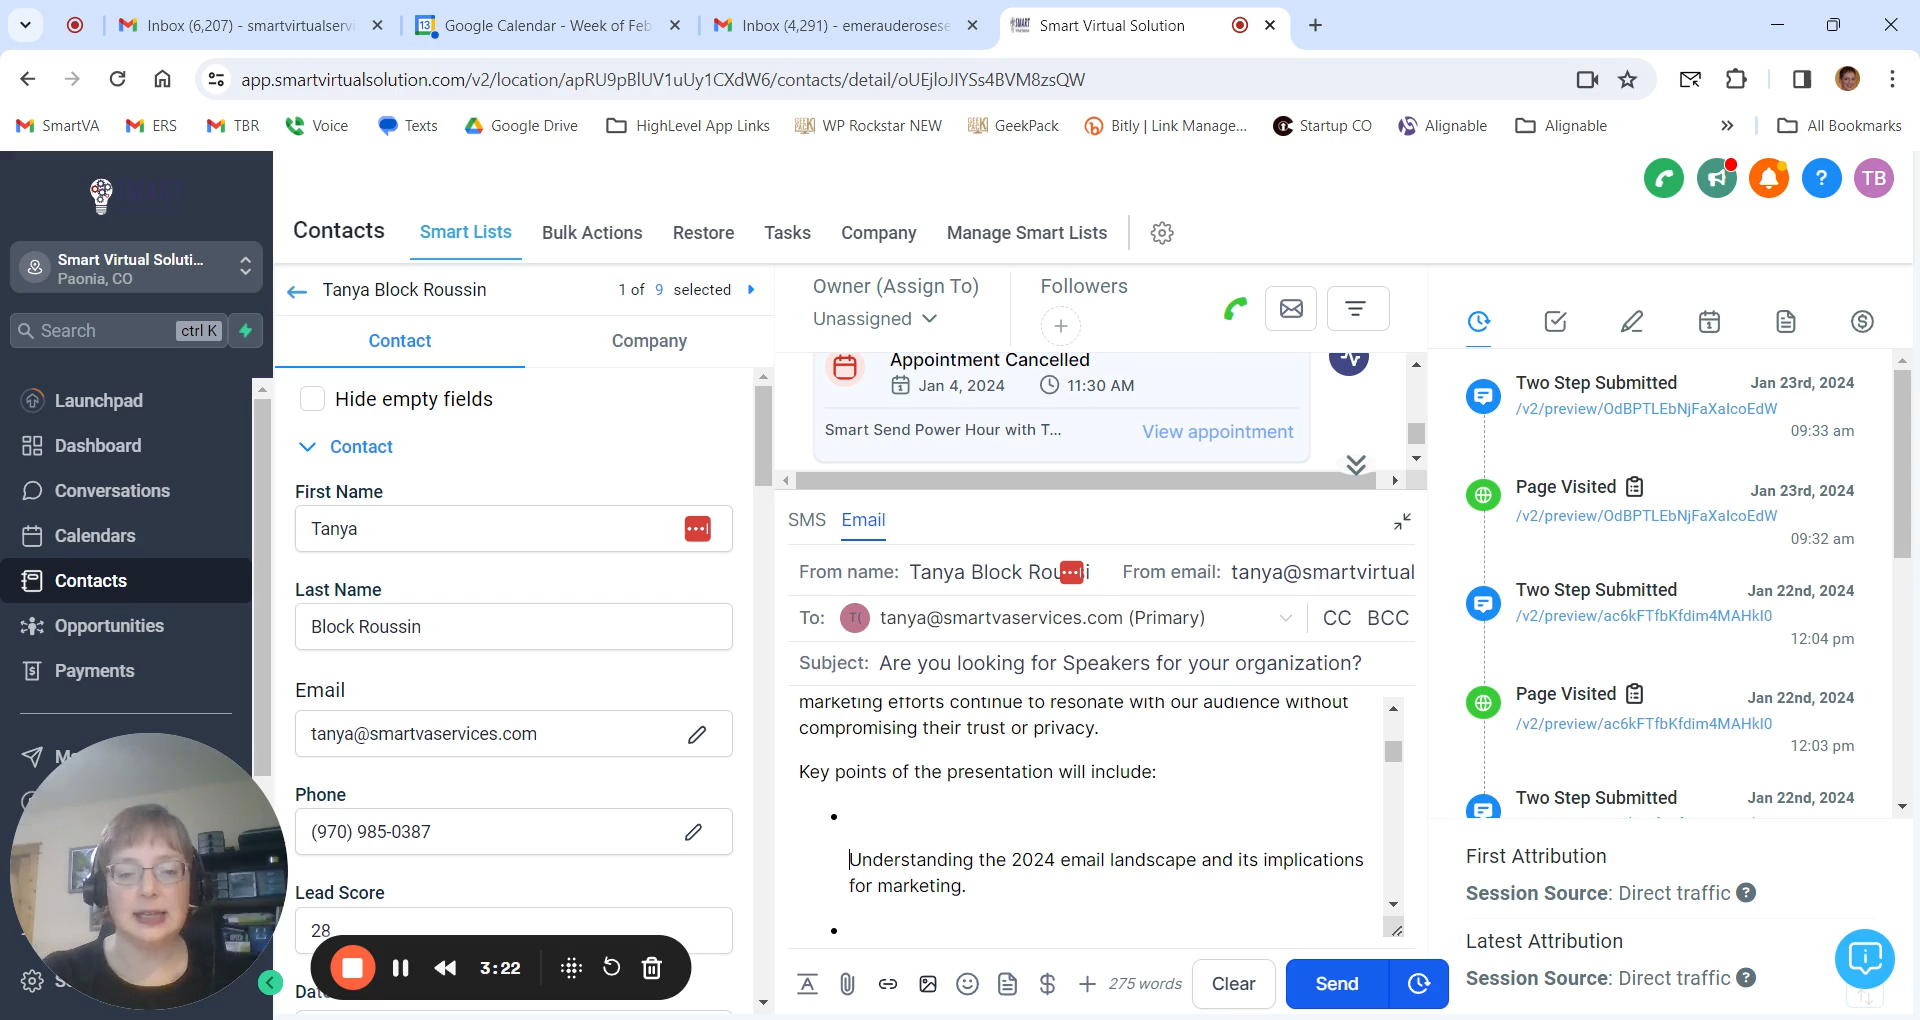 Inbox (6,207) - smartvirtualserv
Google Calendar - Week of Feb
Inbox (4,291) - emerauderosese
Smart Virtual Solution
app.smartvirtualsolution.com/v2/location/apRU9pBlUV1uUy1CXdW6/contacts/detail/oUEjloJIYSs4BVM8zsQW
SmartVA
ERS
TBR
Voice
Texts
Google Drive
HighLevel App Links
WP Rockstar NEW
GeekPack
Bitly | Link Manage...
Startup CO
Alignable
Alignable
All Bookmarks
TB
Smart Virtual Soluti...
Paonia, CO
Search
ctrl K
Launchpad
Dashboard
Conversations
Calendars
Contacts
Opportunities
Payments
Contacts
Smart Lists
Bulk Actions
Restore
Tasks
Company
Manage Smart Lists
Tanya Block Roussin
1 of 9 selected
Contact
Company
Hide empty fields
Contact
First Name
Tanya
Last Name
Block Roussin
Email
tanya@smartvaservices.com
Phone
(970) 985-0387
Lead Score
28
3:22
Owner (Assign To)
Unassigned
Followers
Appointment Cancelled
Jan 4, 2024
11:30 AM
Smart Send Power Hour with T...
View appointment
SMS
Email
From name: Tanya Block Rou
From email: tanya@smartvirtual
To: T( tanya@smartvaservices.com (Primary)
CC BCC
Subject: Are you looking for Speakers for your organization?
marketing efforts continue to resonate with our audience without
compromising their trust or privacy.
Key points of the presentation will include:
•
Understanding the 2024 email landscape and its implications
for marketing.
•
275 words
Clear
Send
Two Step Submitted
Jan 23rd, 2024
/v2/preview/OdBPTLEbNjFaXalcoEdW
09:33 am
Page Visited
Jan 23rd, 2024
/v2/preview/OdBPTLEbNjFaXalcoEdW
09:32 am
Two Step Submitted
Jan 22nd, 2024
/v2/preview/ac6kFTfbKfdim4MAHkI0
12:04 pm
Page Visited
Jan 22nd, 2024
/v2/preview/ac6kFTfbKfdim4MAHkI0
12:03 pm
Two Step Submitted
Jan 22nd, 2024
First Attribution
Session Source: Direct traffic
Latest Attribution
Session Source: Direct traffic